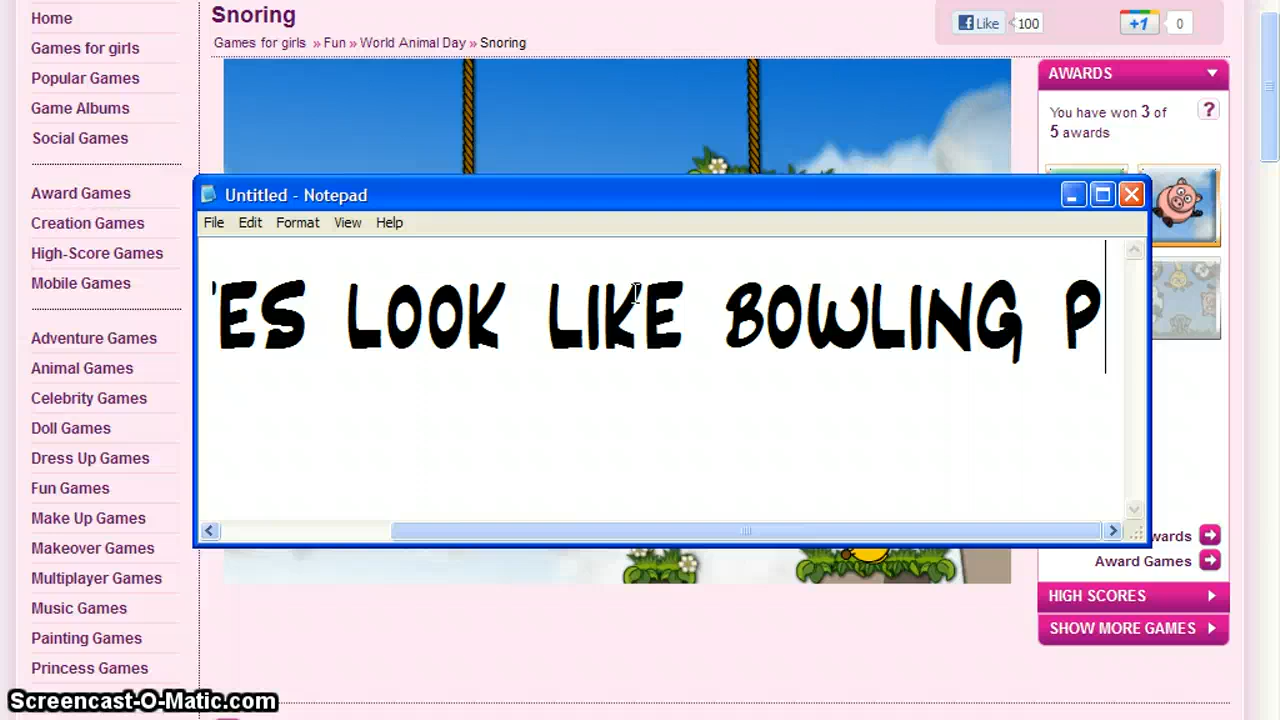 Home
Games for girls
Popular Games
Game Albums
Social Games
Award Games
Creation Games
High-Score Games
Mobile Games
Adventure Games
Animal Games
Celebrity Games
Doll Games
Dress Up Games
Fun Games
Make Up Games
Makeover Games
Multiplayer Games
Music Games
Painting Games
Princess Games
Snoring
Games for girls » Fun » World Animal Day » Snoring
Like 100
+1 0
Untitled - Notepad
File Edit Format View Help
'ES LOOK LIKE BOWLING P
AWARDS
You have won 3 of
5 awards
?
wards
Award Games
HIGH SCORES
SHOW MORE GAMES
Screencast-O-Matic.com